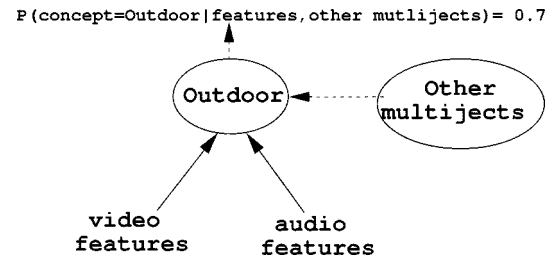 P(concept=Outdoor|features,other mutlijects)= 0.7
Outdoor
Other
multijects
video
features
audio
features